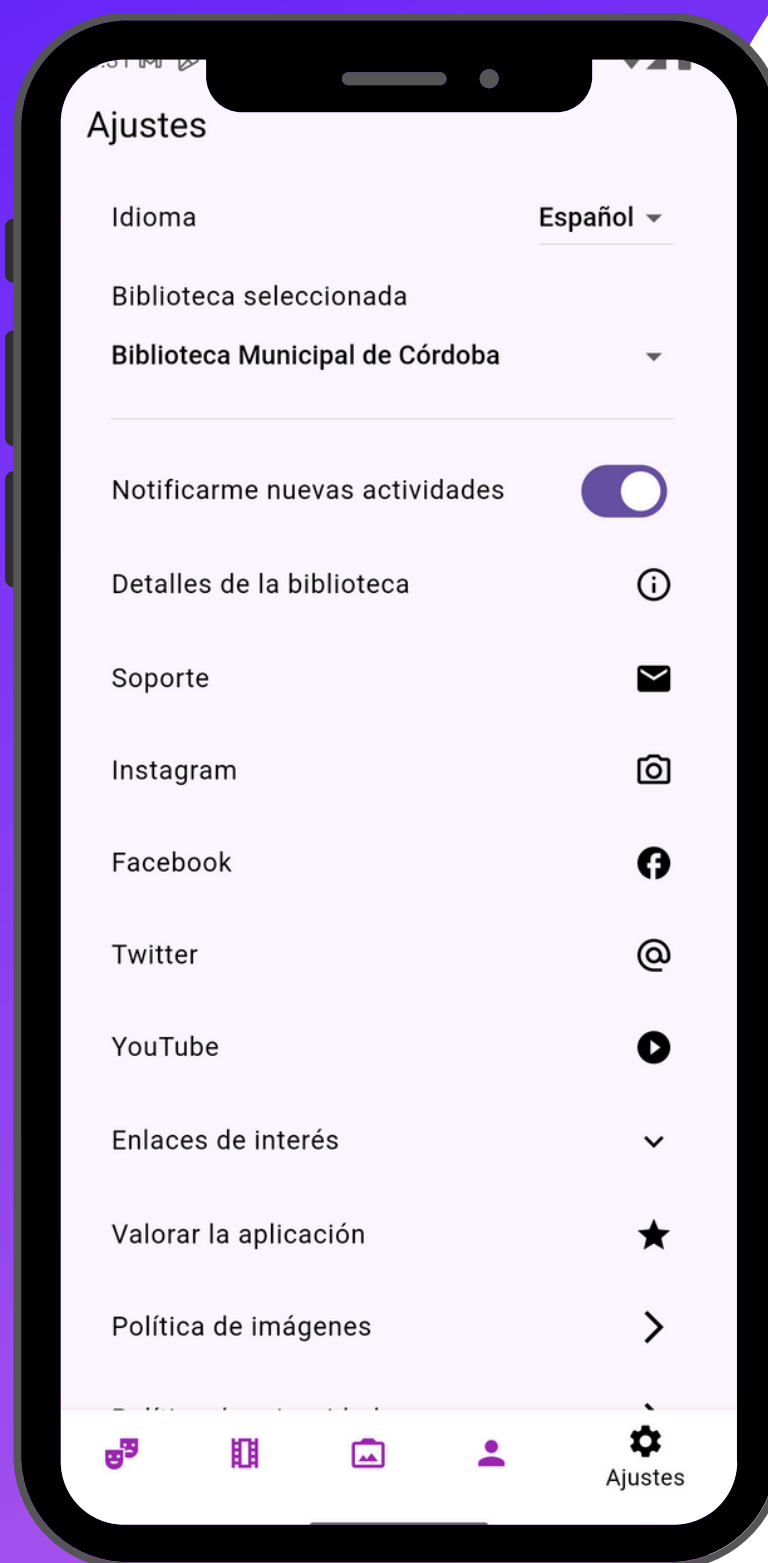 Ajustes
Idioma
Español
Biblioteca seleccionada
Biblioteca Municipal de Córdoba
Notificarme nuevas actividades
Detalles de la biblioteca
Soporte
Instagram
Facebook
Twitter
YouTube
Enlaces de interés
Valorar la aplicación
Política de imágenes
Ajustes